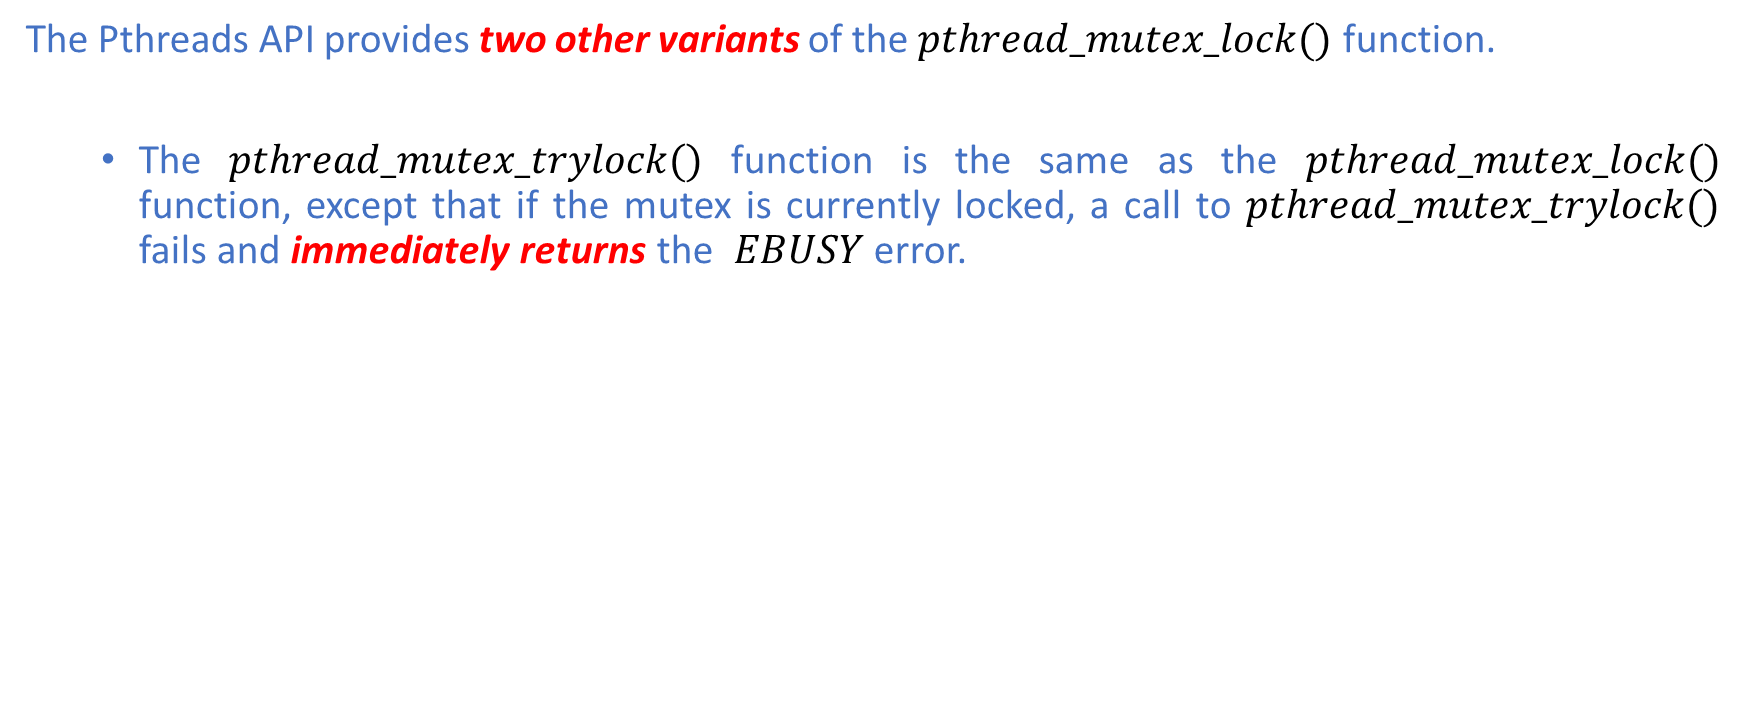 The Pthreads API provides two other variants of the pthread_mutex_lock() function.
• The pthread_mutex_trylock() function is the same as the pthread_mutex_lock()
function, except that if the mutex is currently locked, a call to pthread_mutex_trylock()
fails and immediately returns the EBUSY error.